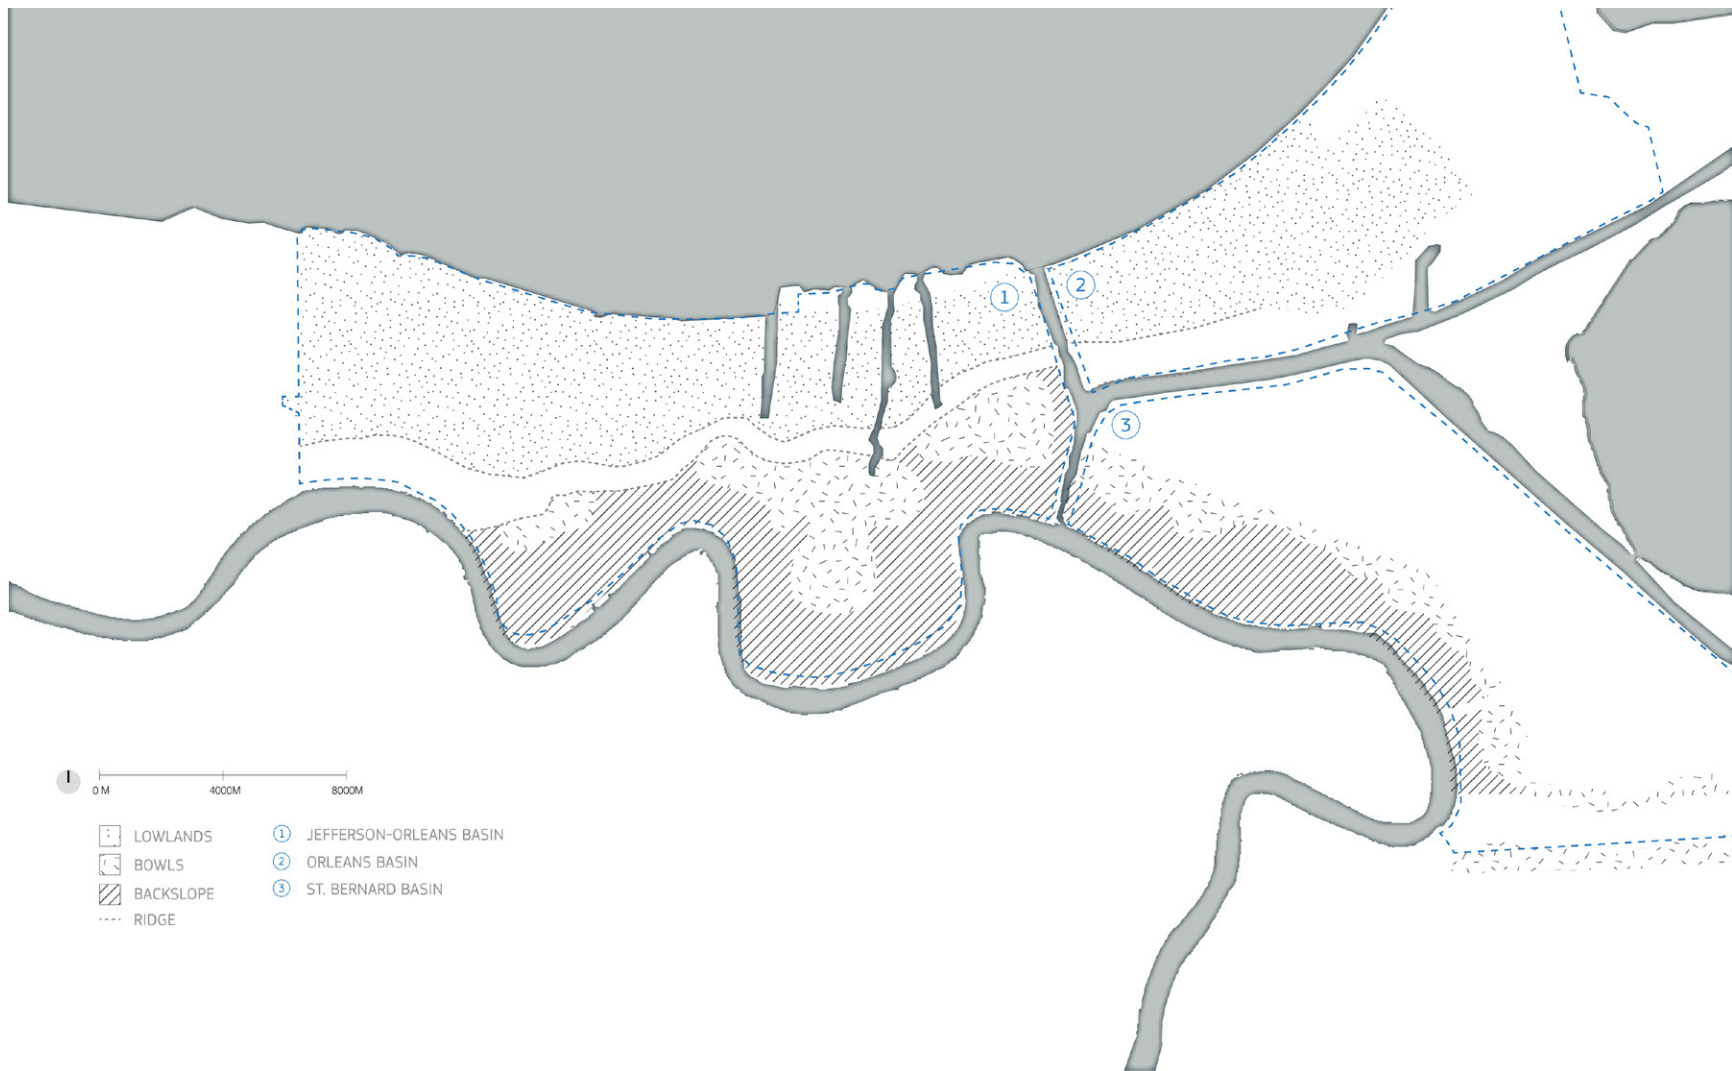 1
2
3
0 M 4000M 8000M
LOWLANDS
BOWLS
BACKSLOPE
RIDGE
1 JEFFERSON-ORLEANS BASIN
2 ORLEANS BASIN
3 ST. BERNARD BASIN